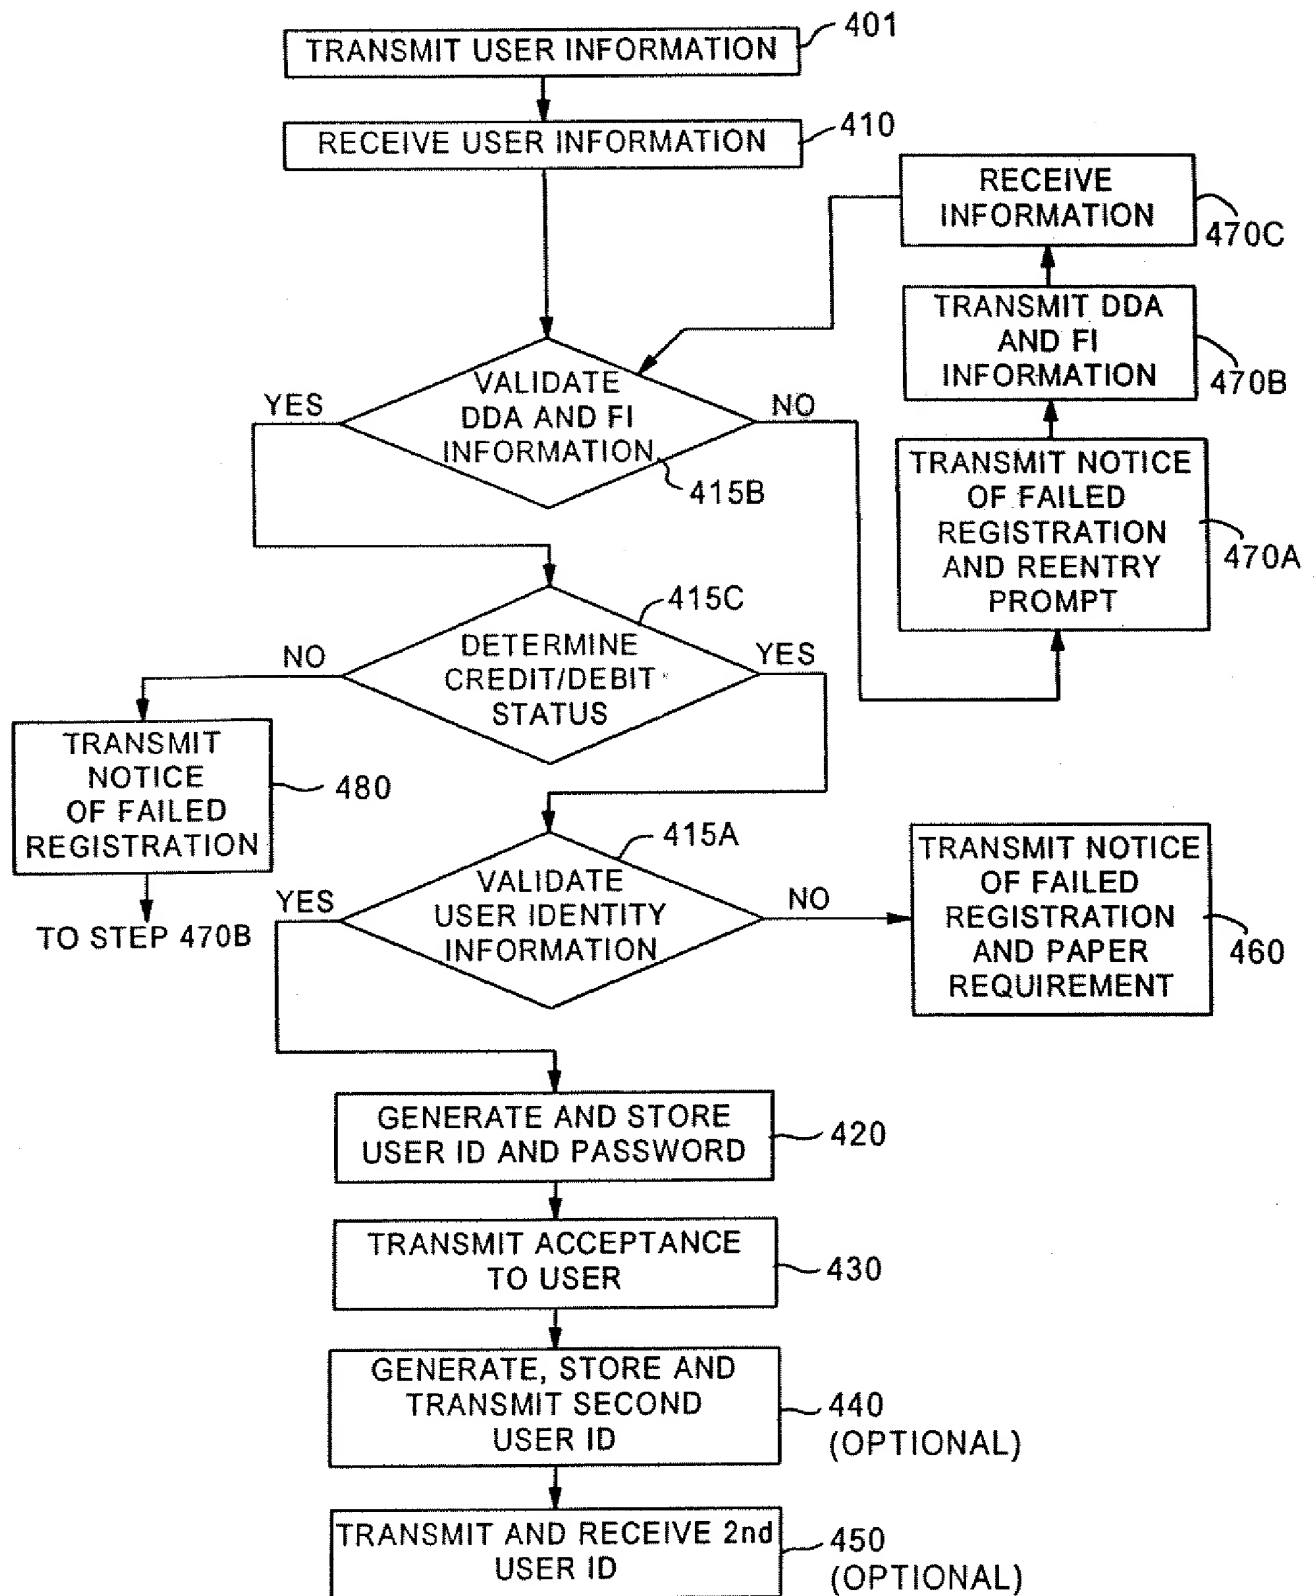 TRANSMIT USER INFORMATION
401
RECEIVE USER INFORMATION
410
RECEIVE
INFORMATION
470C
TRANSMIT DDA
AND FI
INFORMATION
470B
TRANSMIT NOTICE
OF FAILED
REGISTRATION
AND REENTRY
PROMPT
470A
VALIDATE
DDA AND FI
INFORMATION
415B
YES
NO
DETERMINE
CREDIT/DEBIT
STATUS
415C
NO
YES
TRANSMIT
NOTICE
OF FAILED
REGISTRATION
480
TO STEP 470B
VALIDATE
USER IDENTITY
INFORMATION
415A
YES
NO
TRANSMIT NOTICE
OF FAILED
REGISTRATION
AND PAPER
REQUIREMENT
460
GENERATE AND STORE
USER ID AND PASSWORD
420
TRANSMIT ACCEPTANCE
TO USER
430
GENERATE, STORE AND
TRANSMIT SECOND
USER ID
440
(OPTIONAL)
TRANSMIT AND RECEIVE 2nd
USER ID
450
(OPTIONAL)